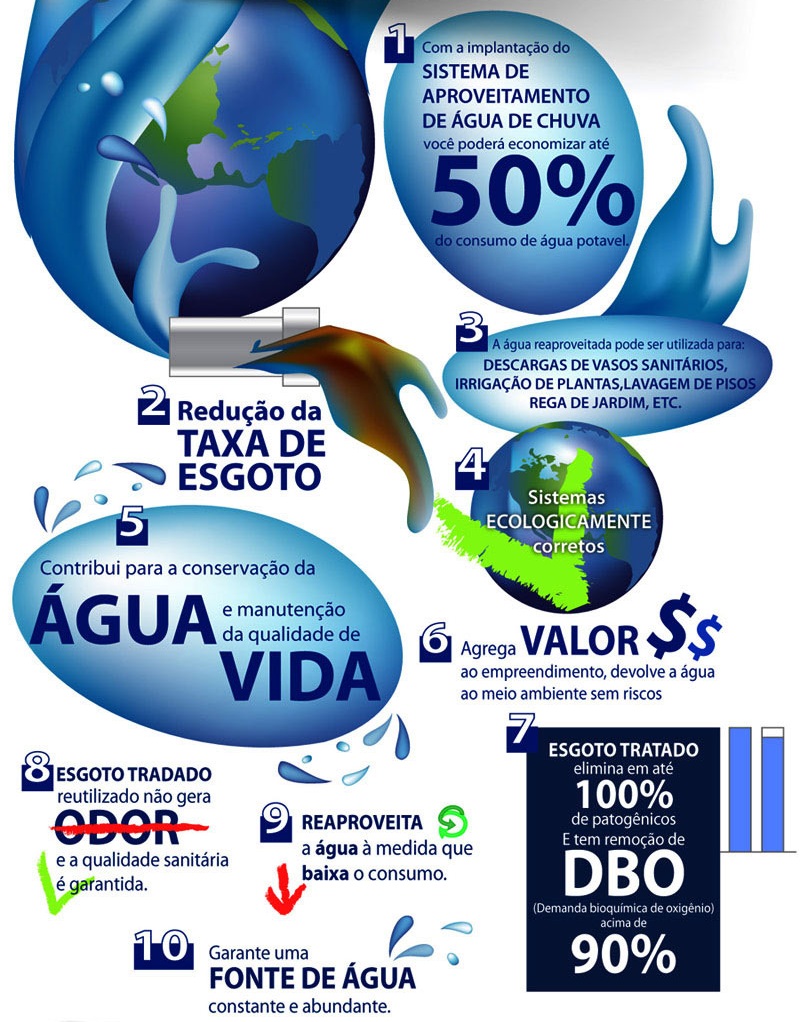 1 Com a implantação do
SISTEMA DE
APROVEITAMENTO
DE ÁGUA DE CHUVA
você poderá economizar até
50%
do consumo de água potavel.
2 Redução da
TAXA DE
ESGOTO
3 A água reaproveitada pode ser utilizada para:
DESCARGAS DE VASOS SANITÁRIOS,
IRRIGAÇÃO DE PLANTAS,LAVAGEM DE PISOS
REGA DE JARDIM, ETC.
4 Sistemas
ECOLOGICAMENTE
corretos
5
Contribui para a conservação da
ÁGUA e manutenção
da qualidade de
VIDA
6 Agrega VALOR $$
ao empreendimento, devolve a água
ao meio ambiente sem riscos
7 ESGOTO TRATADO
elimina em até
100%
de patogênicos
E tem remoção de
DBO
(Demanda bioquímica de oxigênio)
acima de
90%
8 ESGOTO TRADADO
reutilizado não gera
ODOR
e a qualidade sanitária
é garantida.
9 REAPROVEITA
a água à medida que
baixa o consumo.
10 Garante uma
FONTE DE ÁGUA
constante e abundante.